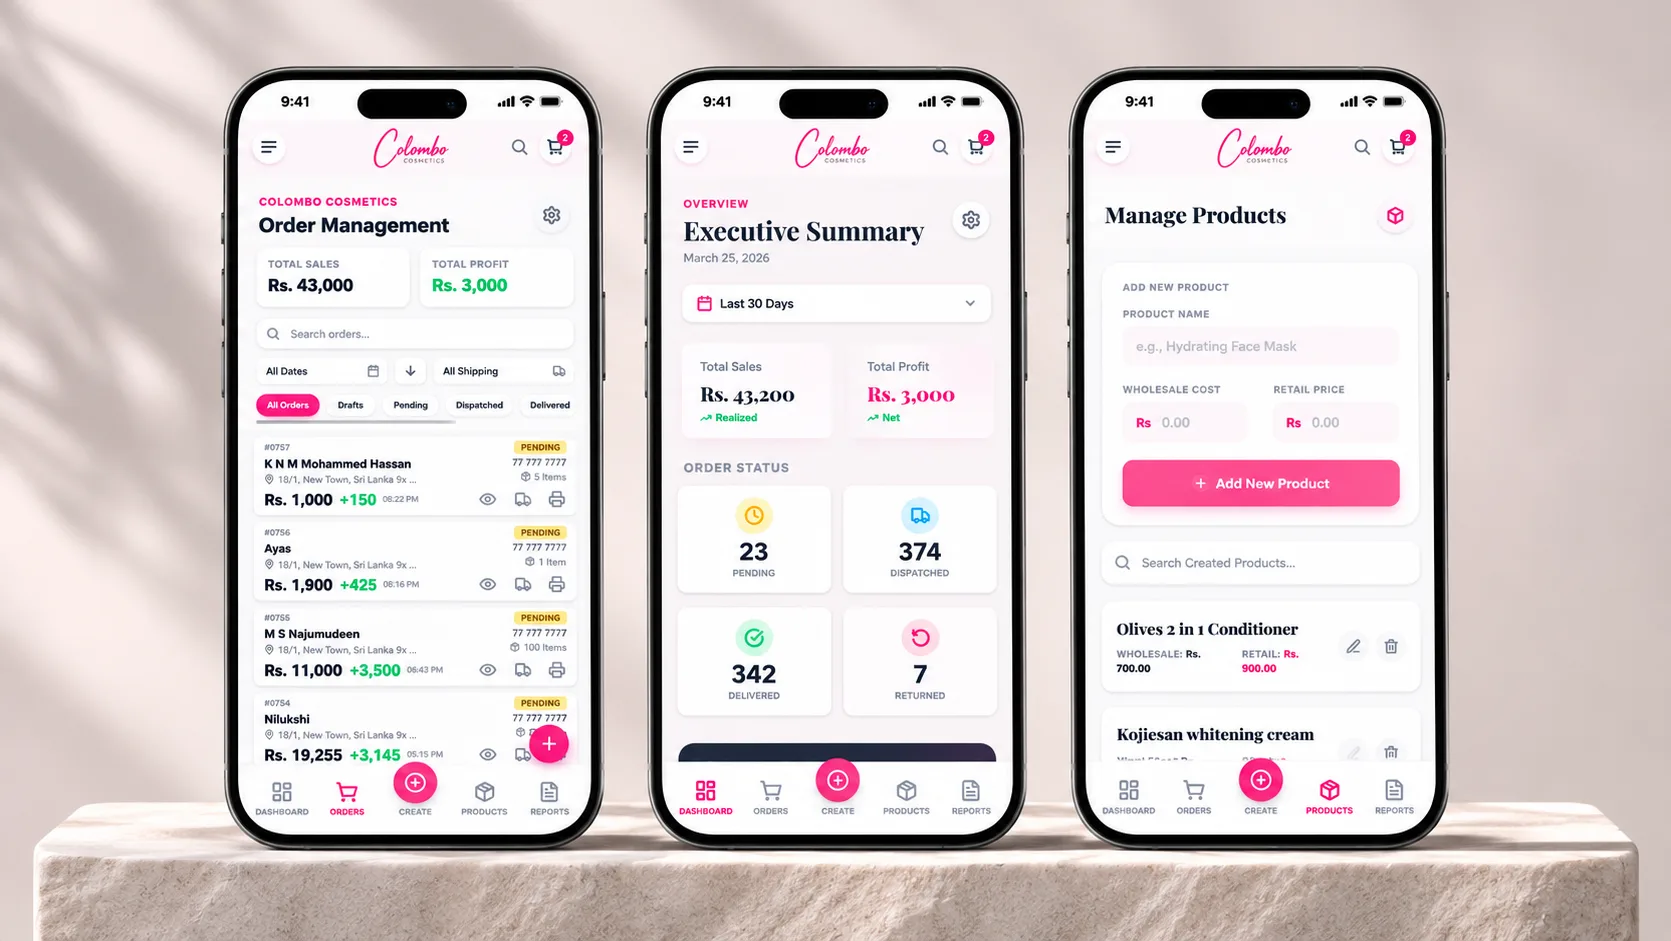 9:41
Colombo
COSMETICS
2
COLOMBO COSMETICS
Order Management
TOTAL SALES
Rs. 43,000
TOTAL PROFIT
Rs. 3,000
Search orders...
All Dates
All Shipping
All Orders
Drafts
Pending
Dispatched
Delivered
#0757
PENDING
K N M Mohammed Hassan
77 777 7777
18/1, New Town, Sri Lanka 9x ...
5 Items
Rs. 1,000 +150 08:22 PM
#0756
PENDING
Ayas
77 777 7777
18/1, New Town, Sri Lanka 9x ...
1 Item
Rs. 1,900 +425 08:16 PM
#0755
PENDING
M S Najumudeen
77 777 7777
18/1, New Town, Sri Lanka 9x ...
100 Items
Rs. 11,000 +3,500 06:43 PM
#0754
PENDING
Nilukshi
77 777 7777
18/1, New Town, Sri Lanka 9x ...
Rs. 19,255 +3,145 05:15 PM
DASHBOARD
ORDERS
CREATE
PRODUCTS
REPORTS
9:41
Colombo
COSMETICS
2
OVERVIEW
Executive Summary
March 25, 2026
Last 30 Days
Total Sales
Rs. 43,200
Realized
Total Profit
Rs. 3,000
Net
ORDER STATUS
23
PENDING
374
DISPATCHED
342
DELIVERED
7
RETURNED
DASHBOARD
ORDERS
CREATE
PRODUCTS
REPORTS
9:41
Colombo
COSMETICS
2
Manage Products
ADD NEW PRODUCT
PRODUCT NAME
e.g., Hydrating Face Mask
WHOLESALE COST
Rs 0.00
RETAIL PRICE
Rs 0.00
+ Add New Product
Search Created Products...
Olives 2 in 1 Conditioner
WHOLESALE: Rs.
700.00
RETAIL: Rs.
900.00
Kojiesan whitening cream
DASHBOARD
ORDERS
CREATE
PRODUCTS
REPORTS